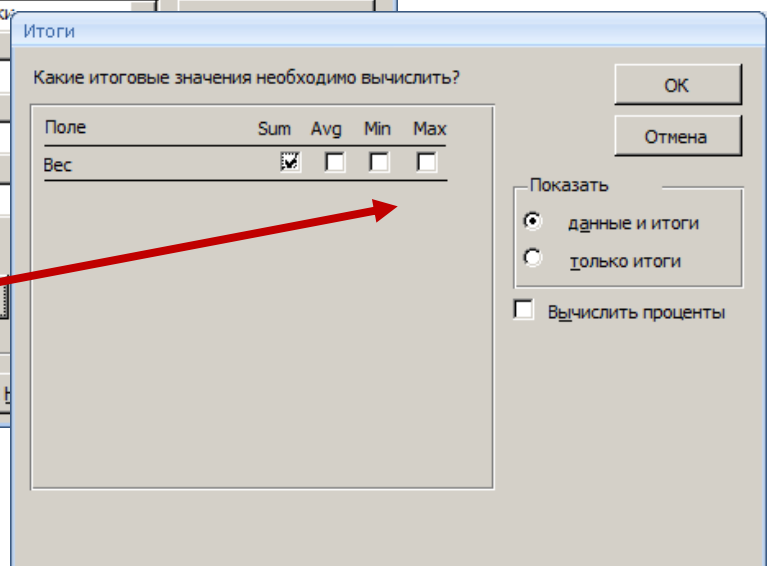 Итоги
Какие итоговые значения необходимо вычислить?
ОК
Поле Sum Avg Min Max
Отмена
Вес
Показать
данные и итоги
только итоги
Вычислить проценты